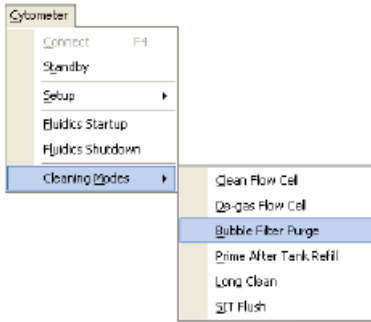 Cytometer
Connect F4
Standby
Setup
Fluidics Startup
Fluidics Shutdown
Cleaning Modes
Clean Flow Cell
De-gas Flow Cell
Bubble Filter Purge
Prime After Tank Refill
Long Clean
SIT Flush